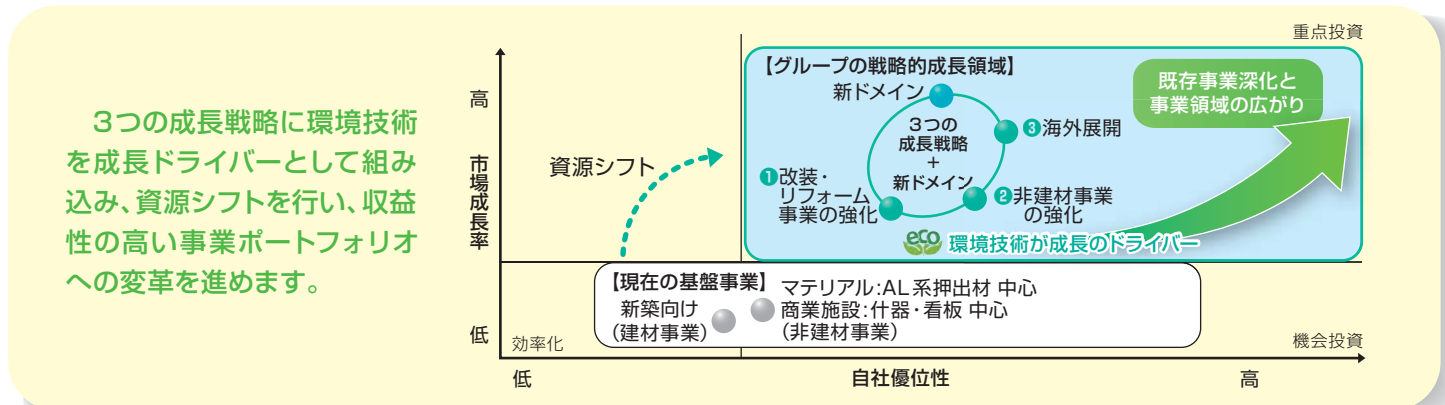 3つの成長戦略に環境技術
を成長ドライバーとして組み
込み、資源シフトを行い、収益
性の高い事業ポートフォリオ
への変革を進めます。
重点投資
高
市場成長率
低
資源シフト
【グループの戦略的成長領域】
新ドメイン
3つの
成長戦略
+
新ドメイン
❸海外展開
❶改装・
リフォーム
事業の強化
❷非建材事業
の強化
既存事業深化と
事業領域の広がり
eco 環境技術が成長のドライバー
【現在の基盤事業】
新築向け
(建材事業)
マテリアル:AL系押出材 中心
商業施設:什器・看板 中心
(非建材事業)
効率化
機会投資
低
自社優位性
高